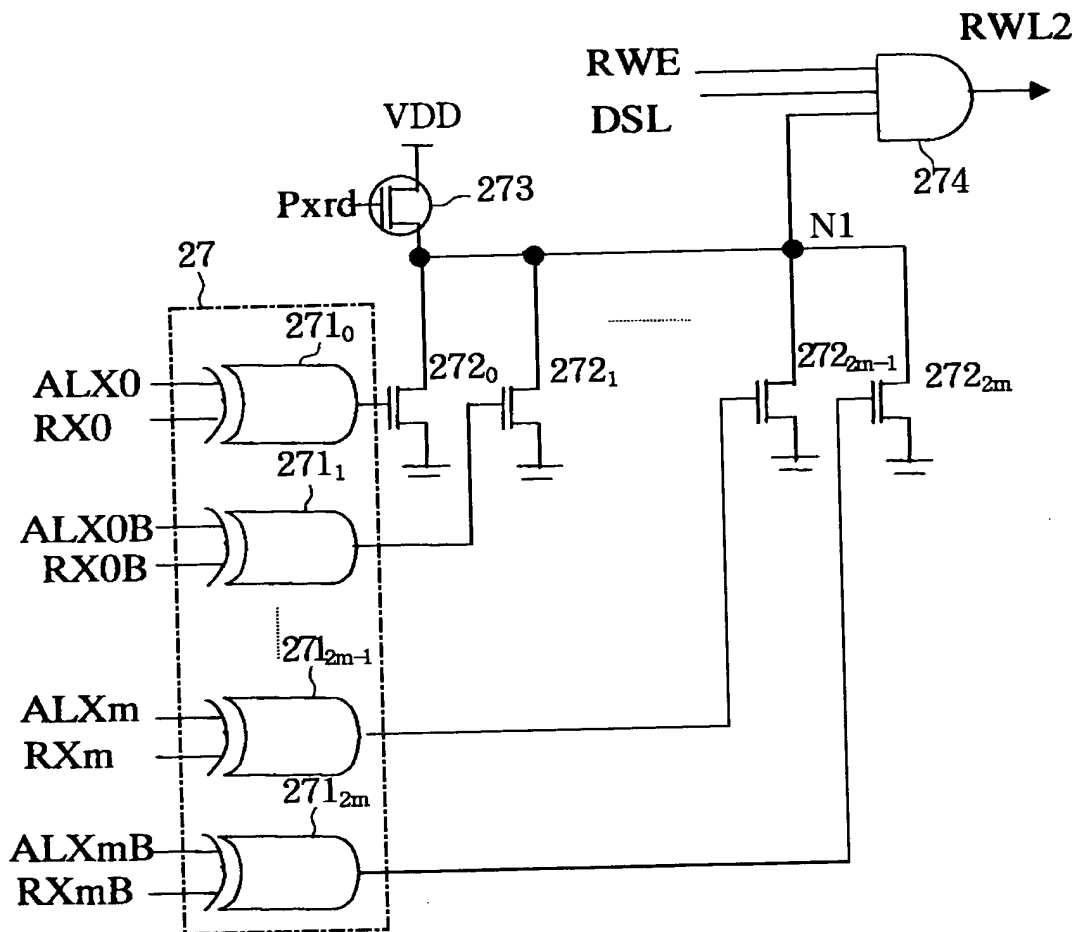 RWL2
RWE
DSL
274
VDD
Pxrd
273
N1
27
271₀
ALX0
RX0
272₀
272₁
272₂ₘ₋₁
272₂ₘ
271₁
ALX0B
RX0B
271₂ₘ₋₁
ALXm
RXm
271₂ₘ
ALXmB
RXmB